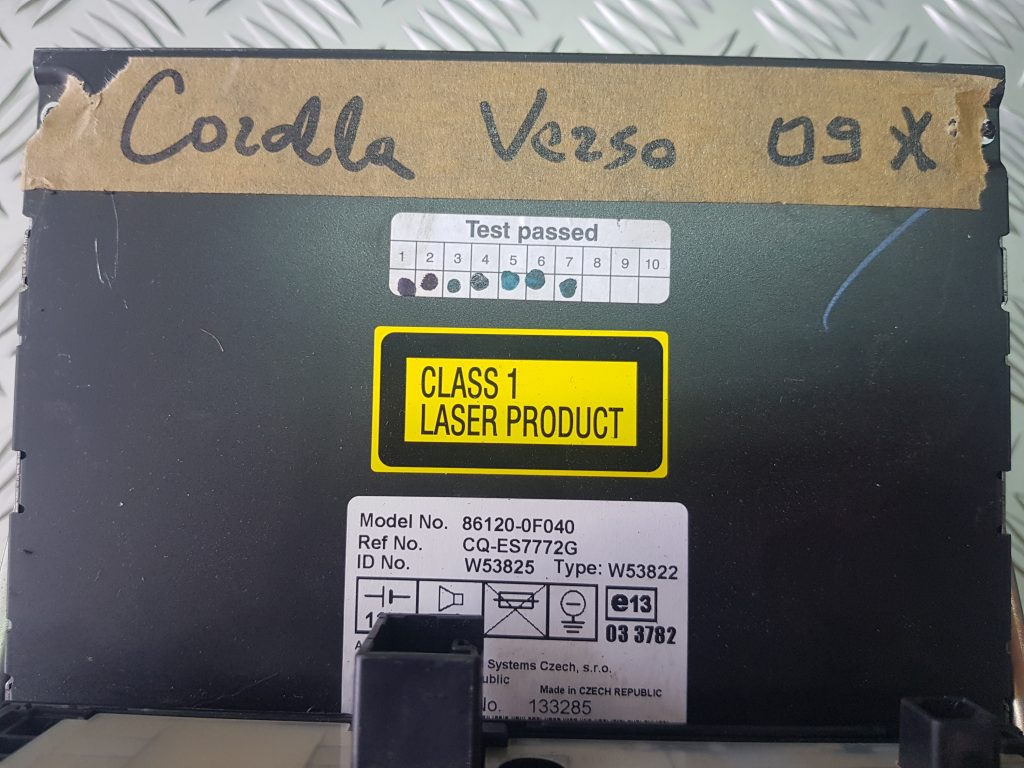 Corolla Verso 09 X
Test passed
1 2 3 4 5 6 7 8 9 10
CLASS 1
LASER PRODUCT
Model No. 86120-0F040
Ref No. CQ-ES7772G
ID No. W53825 Type: W53822
e13
03 3782
Systems Czech, s.r.o.
Made in CZECH REPUBLIC
No. 133285